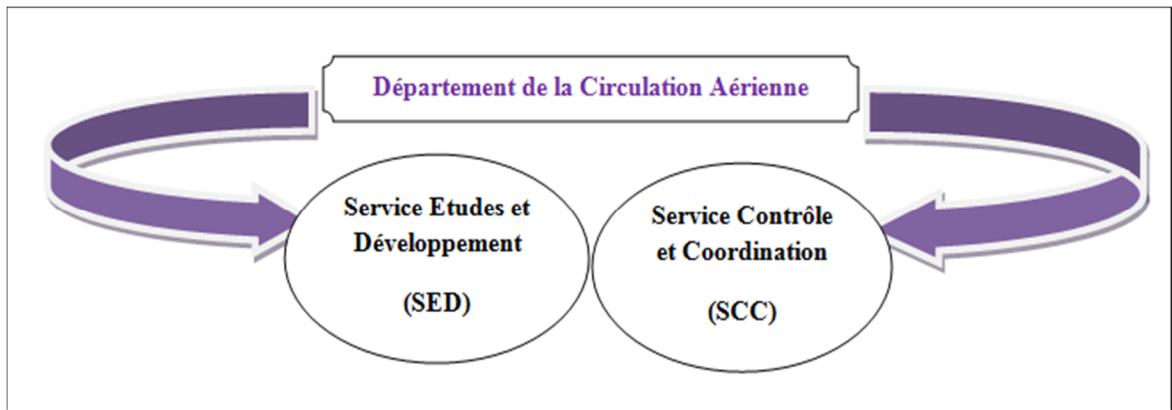 Département de la Circulation Aérienne
Service Etudes et
Développement
(SED)
Service Contrôle
et Coordination
(SCC)